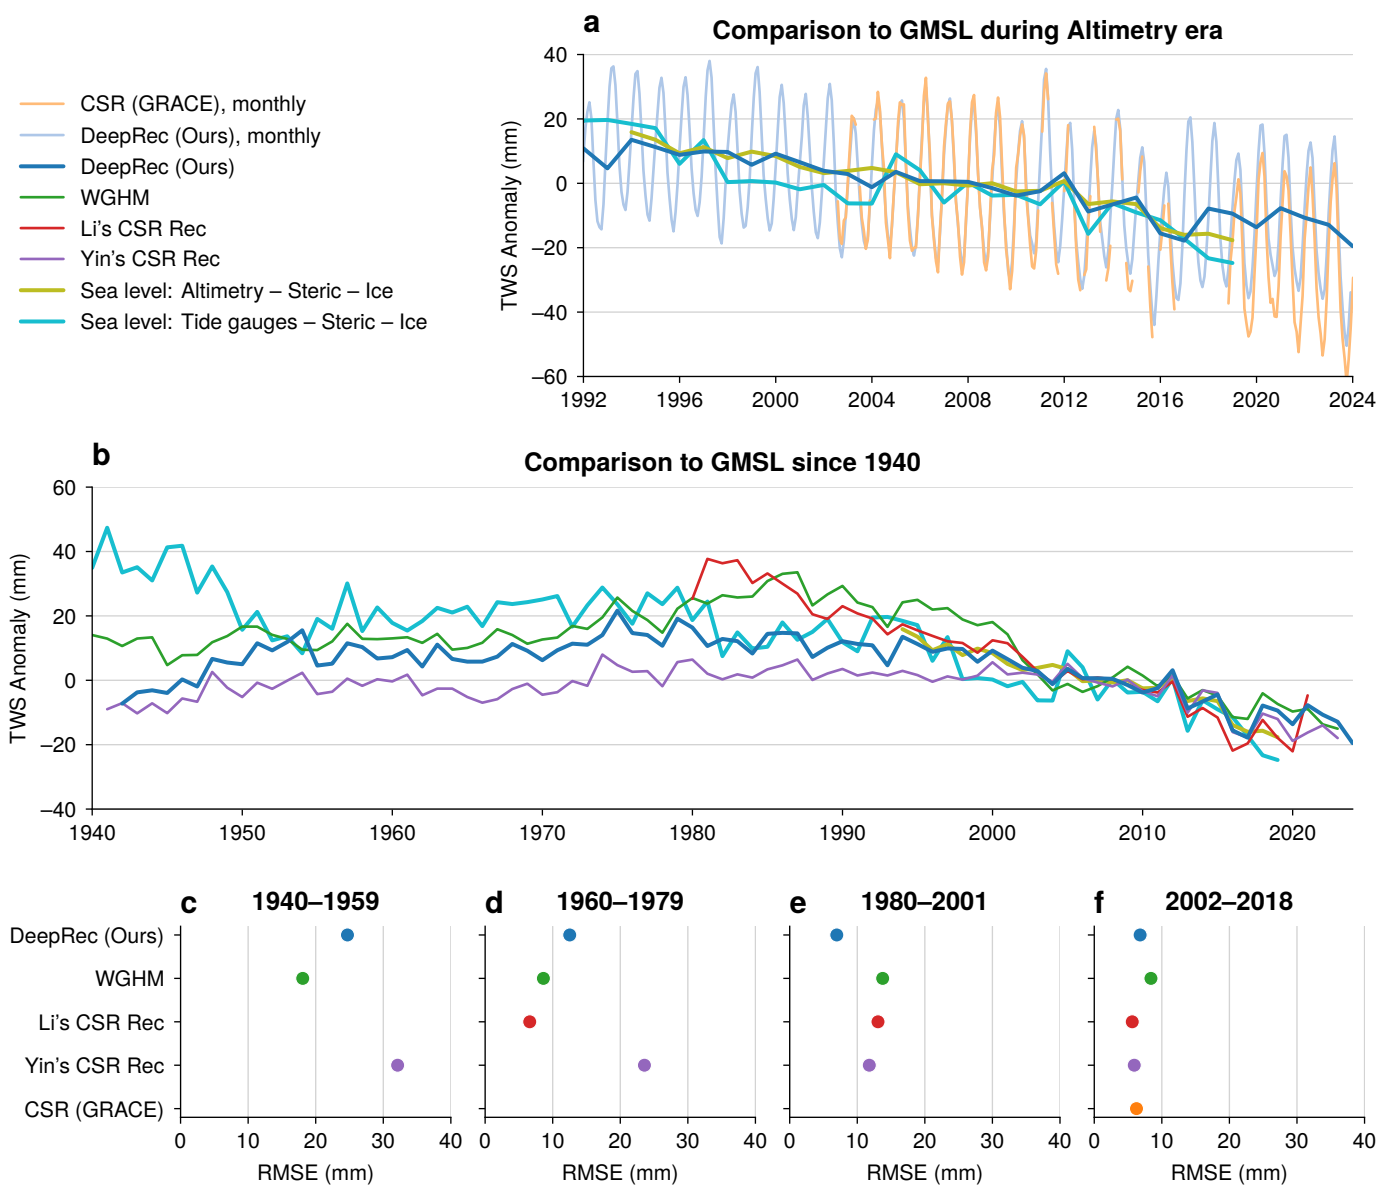 a
Comparison to GMSL during Altimetry era
CSR (GRACE), monthly
DeepRec (Ours), monthly
DeepRec (Ours)
WGHM
Li's CSR Rec
Yin's CSR Rec
Sea level: Altimetry – Steric – Ice
Sea level: Tide gauges – Steric – Ice
TWS Anomaly (mm)
40
20
0
–20
–40
–60
1992 1996 2000 2004 2008 2012 2016 2020 2024
b
Comparison to GMSL since 1940
TWS Anomaly (mm)
60
40
20
0
–20
–40
1940 1950 1960 1970 1980 1990 2000 2010 2020
c 1940–1959 d 1960–1979 e 1980–2001 f 2002–2018
DeepRec (Ours)
WGHM
Li's CSR Rec
Yin's CSR Rec
CSR (GRACE)
0 10 20 30 40 0 10 20 30 40 0 10 20 30 40 0 10 20 30 40
RMSE (mm) RMSE (mm) RMSE (mm) RMSE (mm)